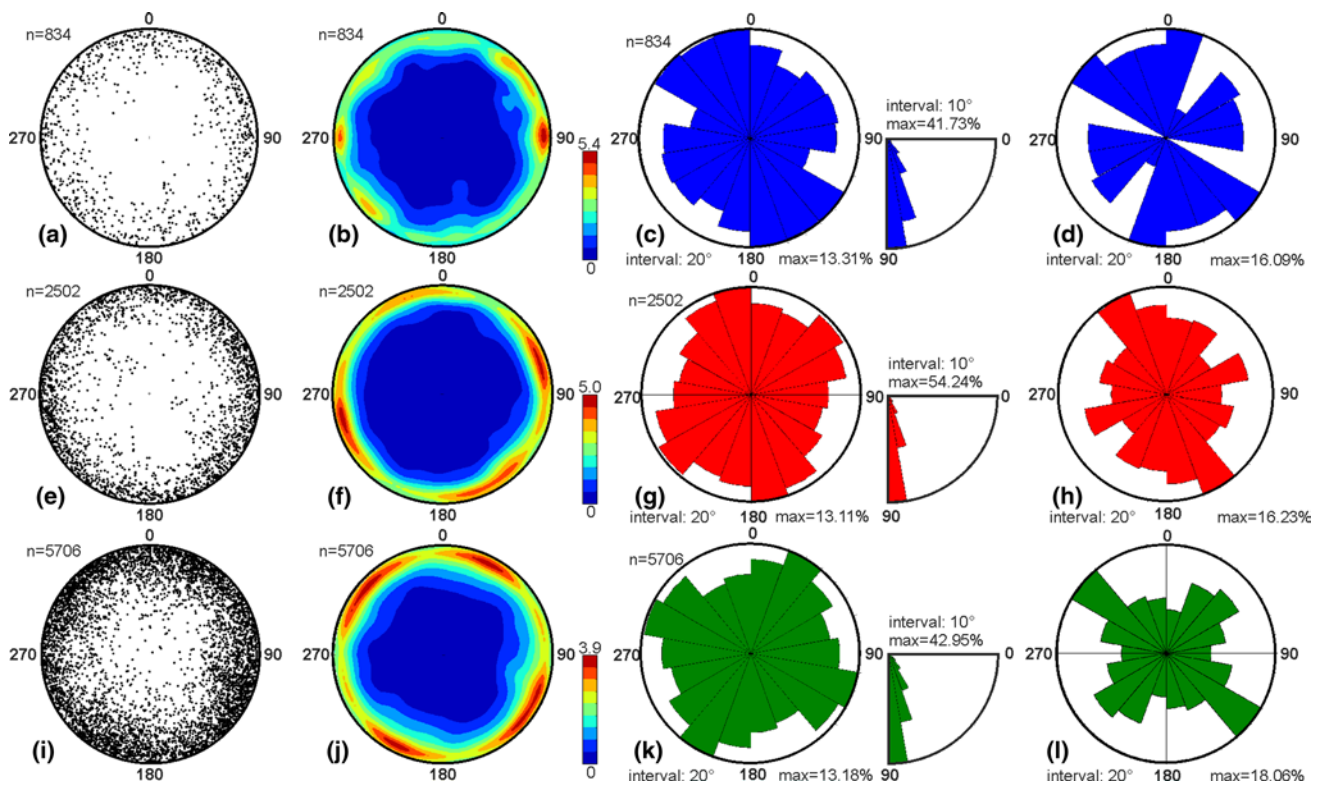 0 0 0 0
n=834 n=834 n=834
interval: 10°
max=41.73%
270 90 270 90 270 90 0 270 90
5.4
(a) (b) (c) (d)
0 90
180 180 interval: 20° 180 max=13.31% interval: 20° 180 max=16.09%
0 0 0 0
n=2502 n=2502 n=2502
interval: 10°
max=54.24%
270 90 270 90 270 90 0 270 90
5.0
(e) (f) (g) (h)
0 90
180 180 interval: 20° 180 max=13.11% interval: 20° 180 max=16.23%
0 0 0 0
n=5706 n=5706 n=5706
interval: 10°
max=42.95%
270 90 270 90 270 90 0 270 90
3.9
(i) (j) (k) (l)
0 90
180 180 interval: 20° 180 max=13.18% interval: 20° 180 max=18.06%